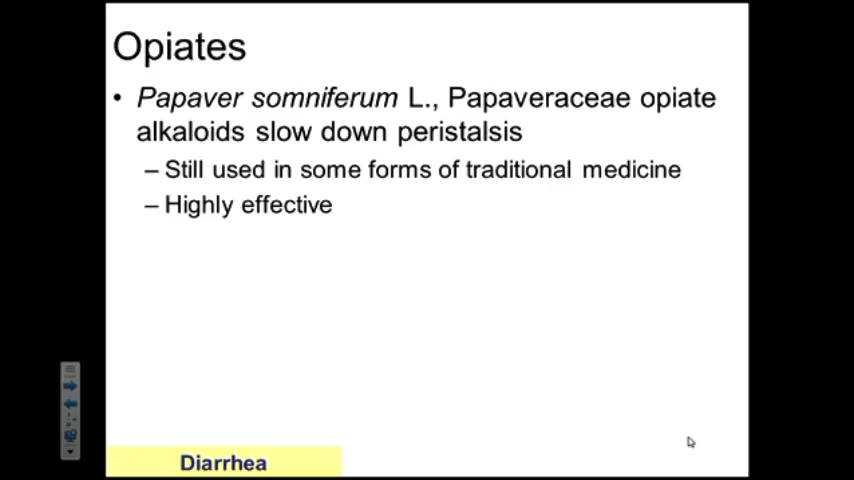 Opiates
• Papaver somniferum L., Papaveraceae opiate
alkaloids slow down peristalsis
– Still used in some forms of traditional medicine
– Highly effective
Diarrhea